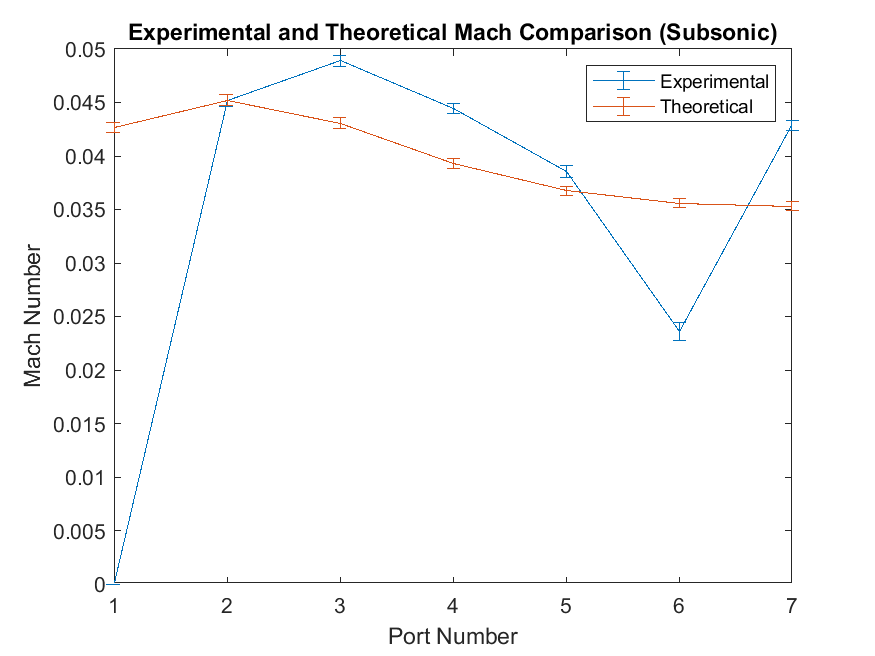 Experimental and Theoretical Mach Comparison (Subsonic)
0.05
0.045
0.04
0.035
0.03
0.025
0.02
0.015
0.01
0.005
0
Mach Number
Experimental
Theoretical
1 2 3 4 5 6 7
Port Number